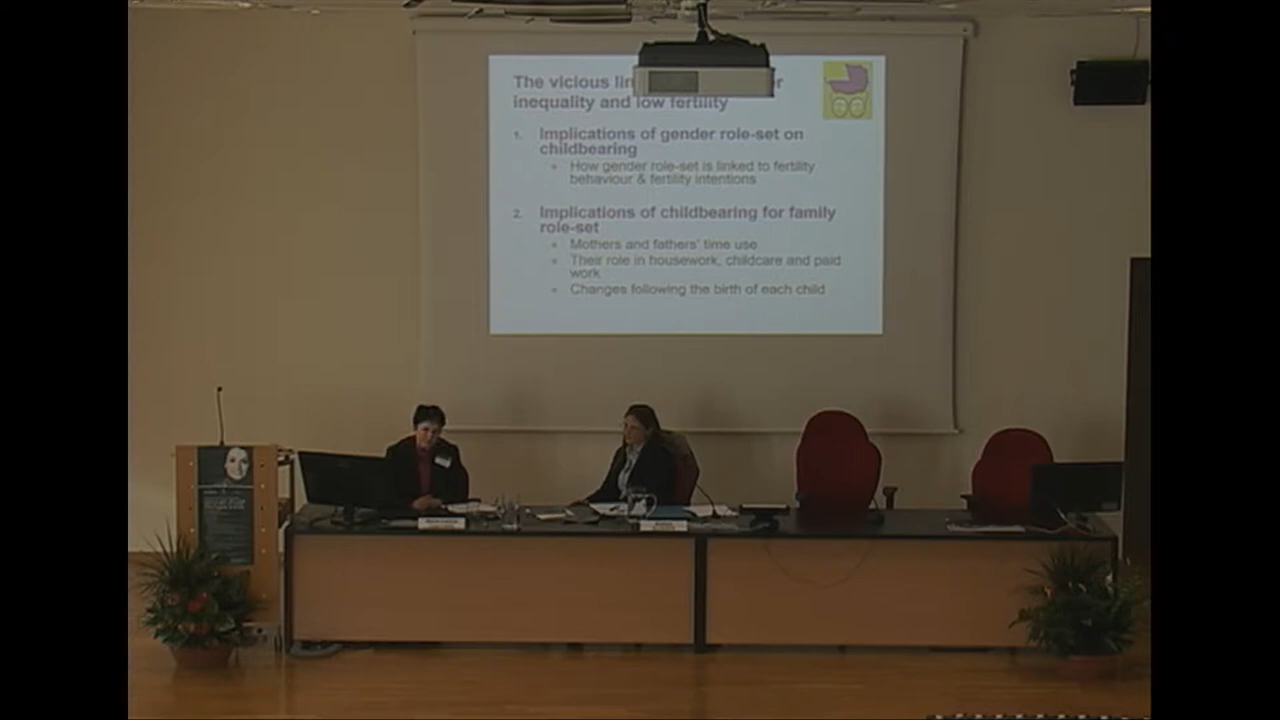 The vicious
inequality and low fertility
1. Implications of gender role-set on
childbearing
How gender role-set is linked to fertility
behaviour & fertility intentions
2. Implications of childbearing for family
role-set
Mothers and fathers' time use
Their role in housework, childcare and paid
work
Changes following the birth of each child